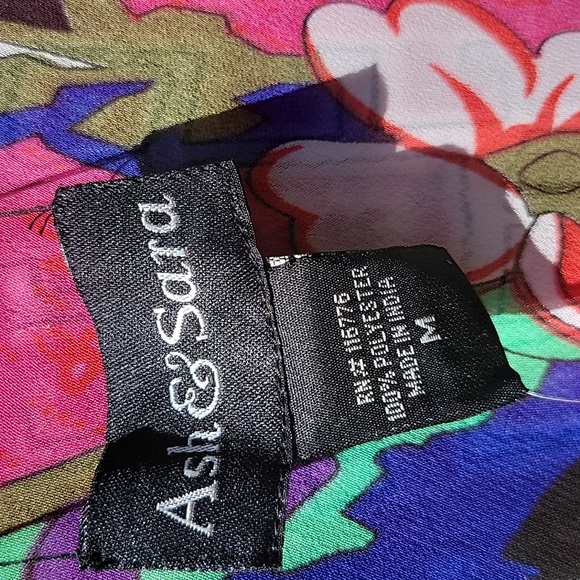 Ash & Sara
RN# 116776
100% POLYESTER
MADE IN INDIA
M